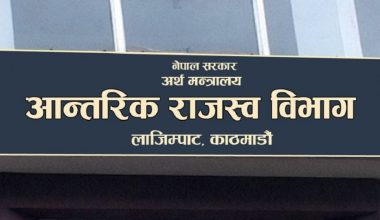 नेपाल सरकार
अर्थ मन्त्रालय
आन्तरिक राजस्व विभाग
लाजिम्पाट, काठमाडौं